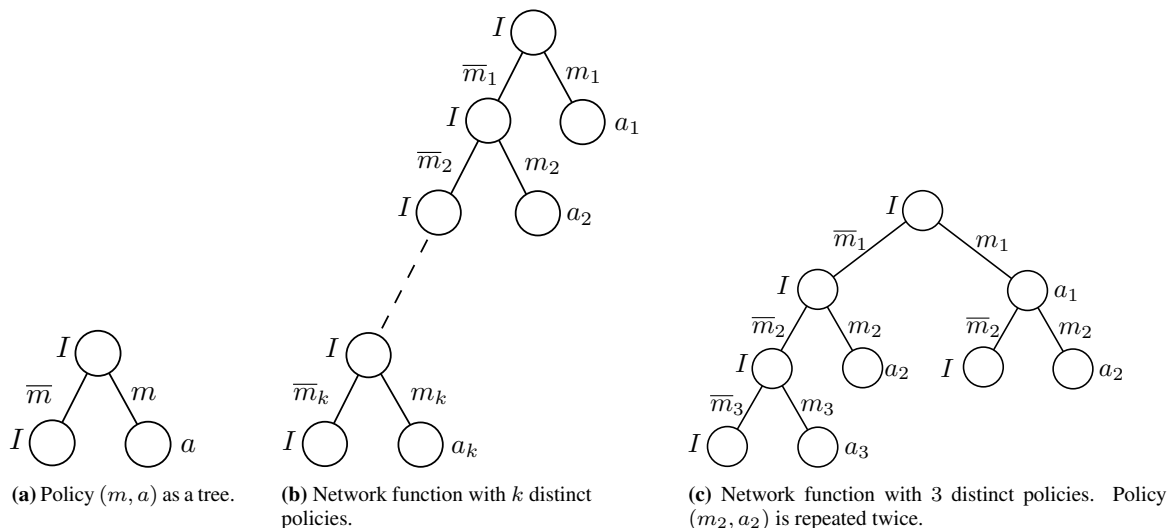 I
m̅₁
m₁
I
a₁
m̅₂
m₂
I
a₂
I
m̅ₖ
mₖ
I
aₖ
I
m̅
m
I
a
I
m̅₁
m₁
I
a₁
m̅₂
m₂
m̅₂
m₂
I
a₂
I
a₂
m̅₃
m₃
I
a₃
(a) Policy (m, a) as a tree.
(b) Network function with k distinct
policies.
(c) Network function with 3 distinct policies. Policy
(m₂, a₂) is repeated twice.